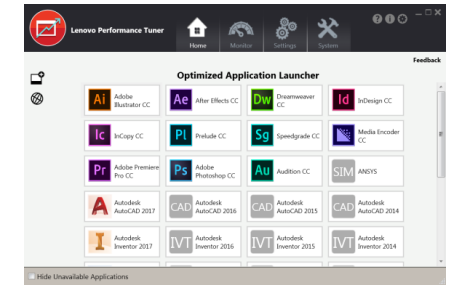 Lenovo Performance Tuner
Home
Monitor
Settings
System
Feedback
Optimized Application Launcher
Ai
Adobe
Illustrator CC
Ae
After Effects CC
Dw
Dreamweaver
CC
Id
InDesign CC
Ic
InCopy CC
Pl
Prelude CC
Sg
Speedgrade CC
Media Encoder
CC
Pr
Adobe Premiere
Pro CC
Ps
Adobe
Photoshop CC
Au
Audition CC
SIM
ANSYS
Autodesk
AutoCAD 2017
CAD
Autodesk
AutoCAD 2016
CAD
Autodesk
AutoCAD 2015
CAD
Autodesk
AutoCAD 2014
I
Autodesk
Inventor 2017
IVT
Autodesk
Inventor 2016
IVT
Autodesk
Inventor 2015
IVT
Autodesk
Inventor 2014
Hide Unavailable Applications